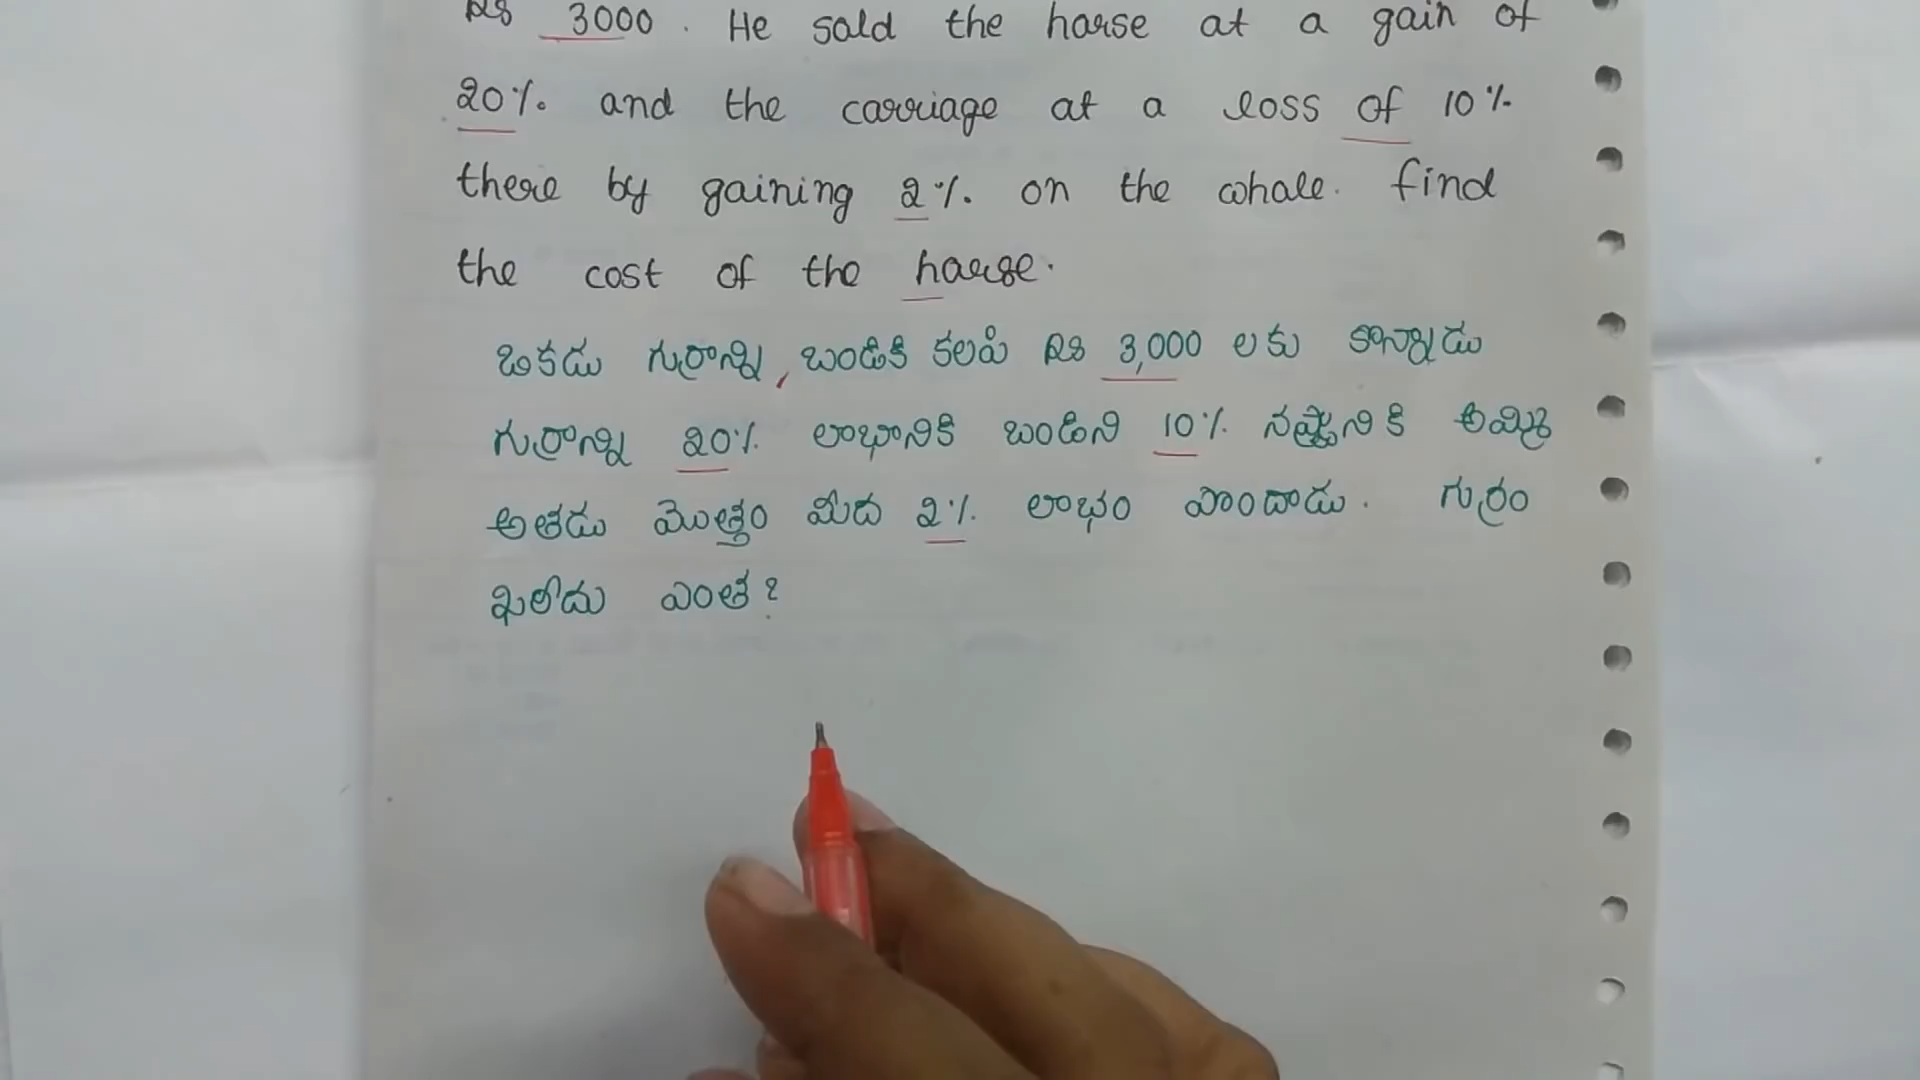 Rs 3000. He sold the horse at a gain of
20% and the carriage at a loss of 10%
there by gaining 2% on the whole. find
the cost of the horse.
ఒకడు గుర్రాన్ని, బండికి కలిపి Rs 3,000 లకు కొన్నాడు
గుర్రాన్ని 20% లాభానికి బండిని 10% నష్టానికి అమ్మి
అతడు మొత్తం మీద 2% లాభం పొందాడు. గుర్రం
ఖరీదు ఎంత?